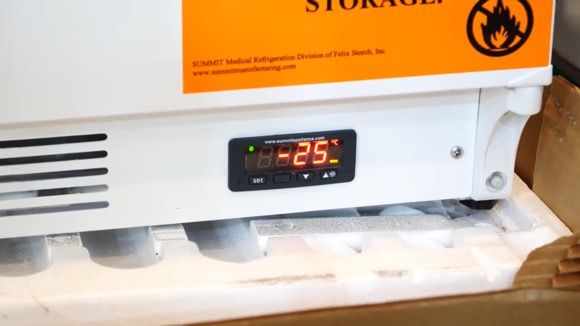 STORAGE.
SUMMIT Medical Refrigeration Division of Felix Storch, Inc.
www.summitmanufacturing.com
www.summitappliance.com
-25 °C
set